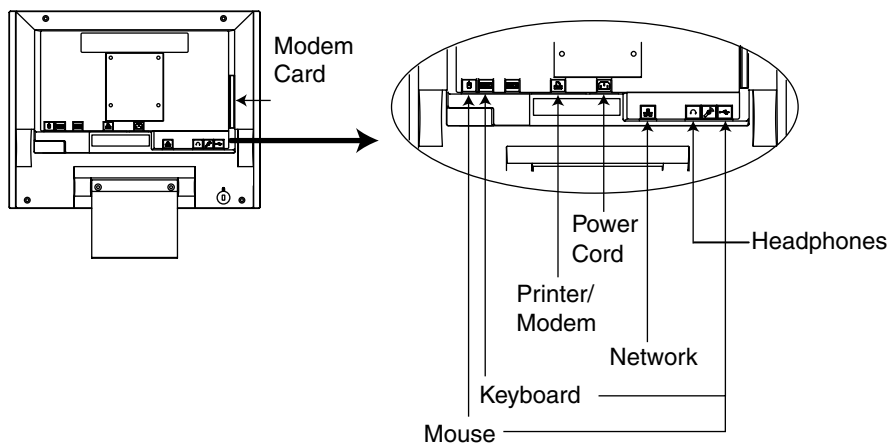 Modem
Card
Power
Cord
Headphones
Printer/
Modem
Network
Keyboard
Mouse